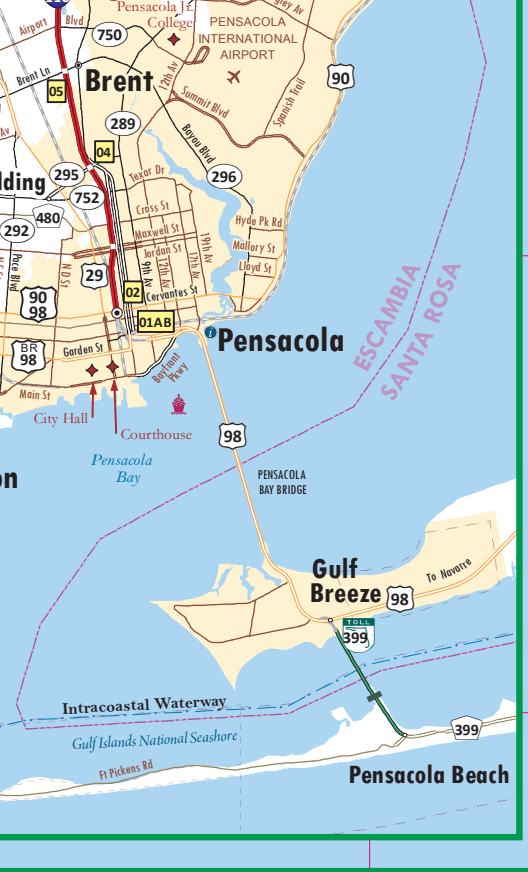 Pensacola Jr.
College
Airport
Blvd
750
PENSACOLA
INTERNATIONAL
AIRPORT
12th Av
90
Brent Ln
Brent
05
Summit Blvd
Spanish Trail
289
Bayou Blvd
Av
04
295
Texar Dr
296
lding
752
480
Cross St
292
Maxwell St
Hyde Pk Rd
Jordan St
19th Av
Mallory St
Pace Blvd
N D St
29
9th Av
12th Av
17th Av
Lloyd St
ESCAMBIA
SANTA ROSA
90
98
02
Cervantes St
01AB
BR
98
Garden St
i
Pensacola
Bayfront
Pkwy
Main St
City Hall
Courthouse
98
Pensacola
Bay
on
PENSACOLA
BAY BRIDGE
Gulf
Breeze
98
To Navarre
TOLL
399
Intracoastal Waterway
Gulf Islands National Seashore
399
Ft Pickens Rd
Pensacola Beach